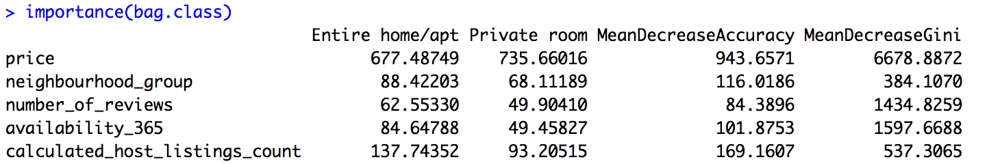 > importance(bag.class)
Entire home/apt Private room MeanDecreaseAccuracy MeanDecreaseGini
price 677.48749 735.66016 943.6571 6678.8872
neighbourhood_group 88.42203 68.11189 116.0186 384.1070
number_of_reviews 62.55330 49.90410 84.3896 1434.8259
availability_365 84.64788 49.45827 101.8753 1597.6688
calculated_host_listings_count 137.74352 93.20515 169.1607 537.3065